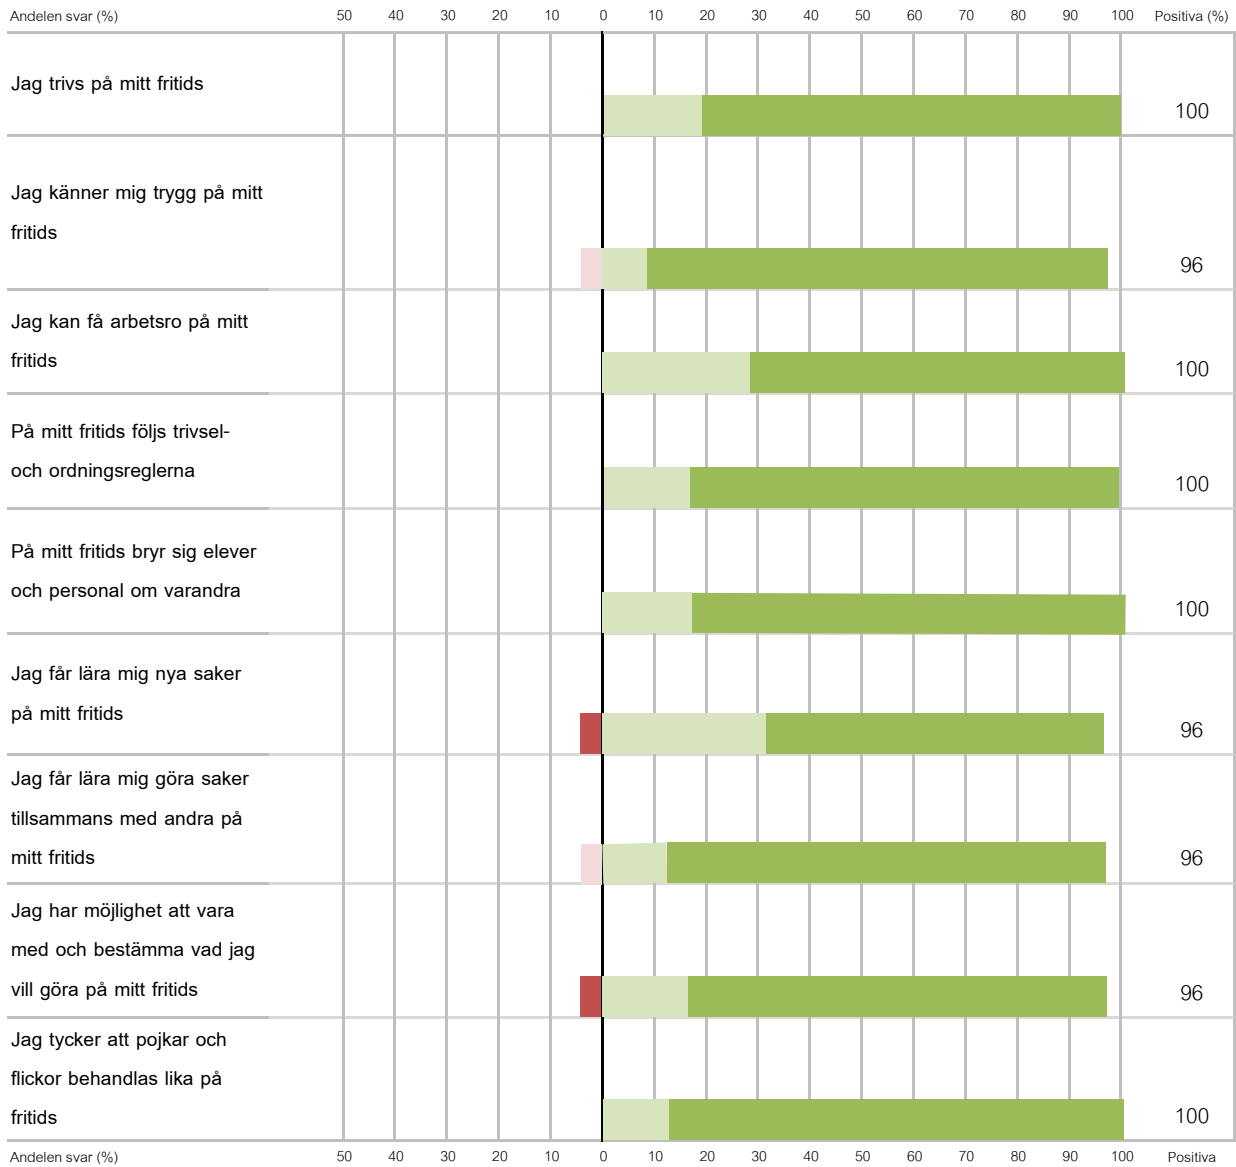 Andelen svar (%) 50 40 30 20 10 0 10 20 30 40 50 60 70 80 90 100 Positiva (%)
Jag trivs på mitt fritids
100
Jag känner mig trygg på mitt
fritids
96
Jag kan få arbetsro på mitt
fritids
100
På mitt fritids följs trivsel-
och ordningsreglerna
100
På mitt fritids bryr sig elever
och personal om varandra
100
Jag får lära mig nya saker
på mitt fritids
96
Jag får lära mig göra saker
tillsammans med andra på
mitt fritids
96
Jag har möjlighet att vara
med och bestämma vad jag
vill göra på mitt fritids
96
Jag tycker att pojkar och
flickor behandlas lika på
fritids
100
Andelen svar (%) 50 40 30 20 10 0 10 20 30 40 50 60 70 80 90 100 Positiva